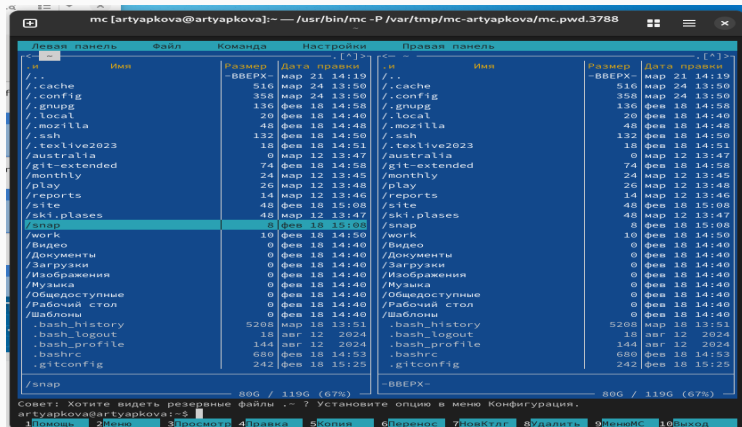 mc [artyapkova@artyapkova]:~ — /usr/bin/mc -P /var/tmp/mc-artyapkova/mc.pwd.3788
Левая панель Файл Команда Настройки Правая панель
<— ~ .[^]> <— ~ .[^]>
.и Имя Размер Дата правки .и Имя Размер Дата правки
/.. -ВВЕРХ- мар 21 14:19 /.. -ВВЕРХ- мар 21 14:19
/.cache 516 мар 24 13:50 /.cache 516 мар 24 13:50
/.config 358 мар 24 13:50 /.config 358 мар 24 13:50
/.gnupg 136 фев 18 14:58 /.gnupg 136 фев 18 14:58
/.local 20 фев 18 14:40 /.local 20 фев 18 14:40
/.mozilla 48 фев 18 14:48 /.mozilla 48 фев 18 14:48
/.ssh 132 фев 18 14:50 /.ssh 132 фев 18 14:50
/.texlive2023 18 фев 18 14:51 /.texlive2023 18 фев 18 14:51
/australia 0 мар 12 13:47 /australia 0 мар 12 13:47
/git-extended 74 фев 18 14:58 /git-extended 74 фев 18 14:58
/monthly 24 мар 12 13:45 /monthly 24 мар 12 13:45
/play 26 мар 12 13:48 /play 26 мар 12 13:48
/reports 14 мар 12 13:46 /reports 14 мар 12 13:46
/site 48 фев 18 15:08 /site 48 фев 18 15:08
/ski.plases 48 мар 12 13:47 /ski.plases 48 мар 12 13:47
/snap 8 фев 18 15:08 /snap 8 фев 18 15:08
/work 10 фев 18 14:50 /work 10 фев 18 14:50
/Видео 0 фев 18 14:40 /Видео 0 фев 18 14:40
/Документы 0 фев 18 14:40 /Документы 0 фев 18 14:40
/Загрузки 0 фев 18 14:40 /Загрузки 0 фев 18 14:40
/Изображения 0 фев 18 14:40 /Изображения 0 фев 18 14:40
/Музыка 0 фев 18 14:40 /Музыка 0 фев 18 14:40
/Общедоступные 0 фев 18 14:40 /Общедоступные 0 фев 18 14:40
/Рабочий стол 0 фев 18 14:40 /Рабочий стол 0 фев 18 14:40
/Шаблоны 0 фев 18 14:40 /Шаблоны 0 фев 18 14:40
.bash_history 5208 мар 18 13:51 .bash_history 5208 мар 18 13:51
.bash_logout 18 авг 12 2024 .bash_logout 18 авг 12 2024
.bash_profile 144 авг 12 2024 .bash_profile 144 авг 12 2024
.bashrc 680 фев 18 14:53 .bashrc 680 фев 18 14:53
.gitconfig 242 фев 18 15:25 .gitconfig 242 фев 18 15:25
/snap -ВВЕРХ-
80G / 119G (67%) 80G / 119G (67%)
Совет: Хотите видеть резервные файлы .~ ? Установите опцию в меню Конфигурация.
artyapkova@artyapkova:~$
1Помощь 2Меню 3Просмотр 4Правка 5Копия 6Перенос 7НовКтлг 8Удалить 9МенюМС 10Выход